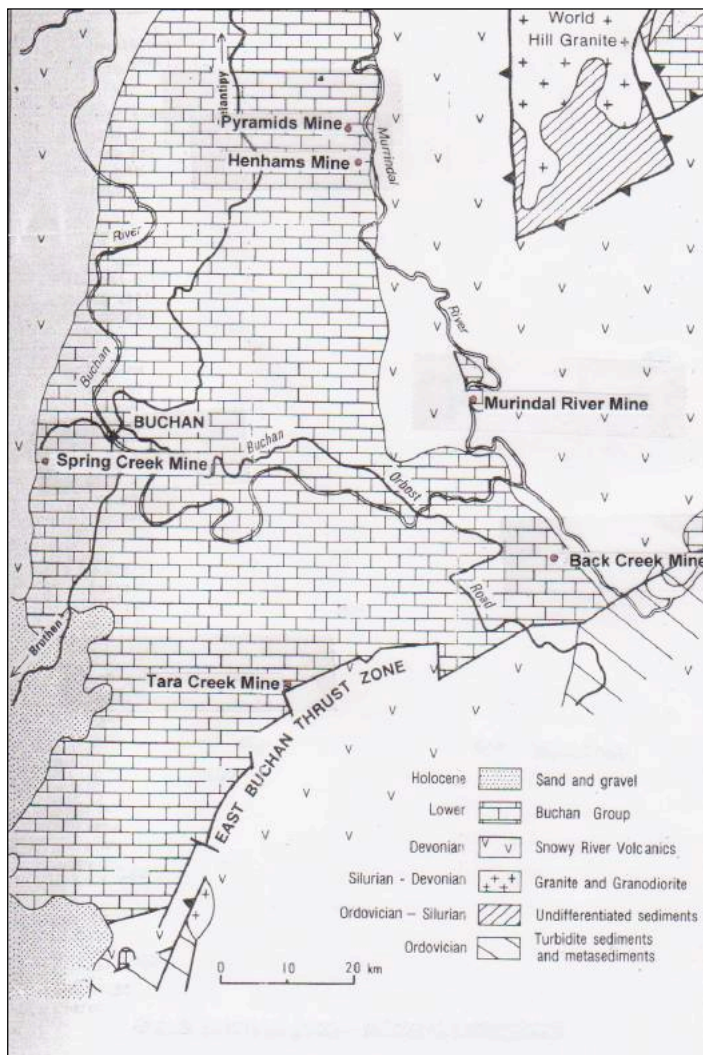 World
Hill Granite
Pyramids Mine
Henhams Mine
Murrindal
River
River
Buchan
BUCHAN
Murindal River Mine
Spring Creek Mine
Buchan
Orbost
Road
Back Creek Mine
Bruthen
Tara Creek Mine
EAST BUCHAN THRUST ZONE
Holocene Sand and gravel
Lower Buchan Group
Devonian Snowy River Volcanics
Silurian - Devonian Granite and Granodiorite
Ordovician - Silurian Undifferentiated sediments
Ordovician Turbidite sediments
and metasediments
0 10 20
km